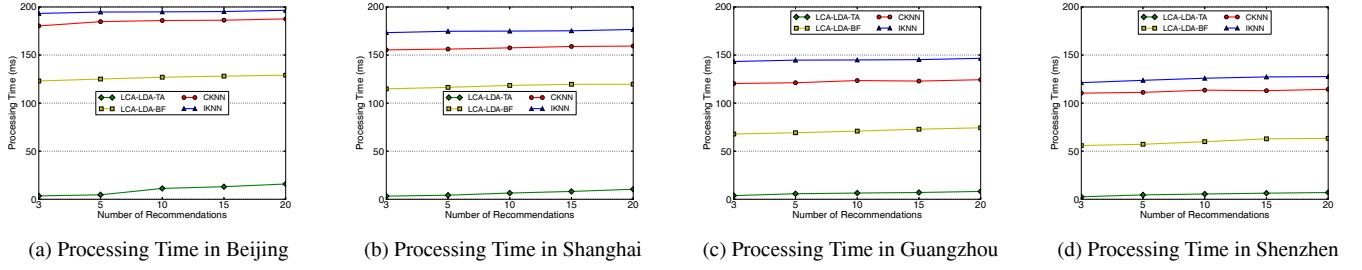 200
150
100
50
0
Processing Time (ms)
LCA-LDA-TA
LCA-LDA-BF
CKNN
IKNN
3 5 10 15 20
Number of Recommendations
(a) Processing Time in Beijing
200
150
100
50
0
Processing Time (ms)
LCA-LDA-TA
LCA-LDA-BF
CKNN
IKNN
3 5 10 15 20
Number of Recommendations
(b) Processing Time in Shanghai
200
150
100
50
0
Processing Time (ms)
LCA-LDA-TA
LCA-LDA-BF
CKNN
IKNN
3 5 10 15 20
Number of Recommendations
(c) Processing Time in Guangzhou
200
150
100
50
0
Processing Time (ms)
LCA-LDA-TA
LCA-LDA-BF
CKNN
IKNN
3 5 10 15 20
Number of Recommendations
(d) Processing Time in Shenzhen